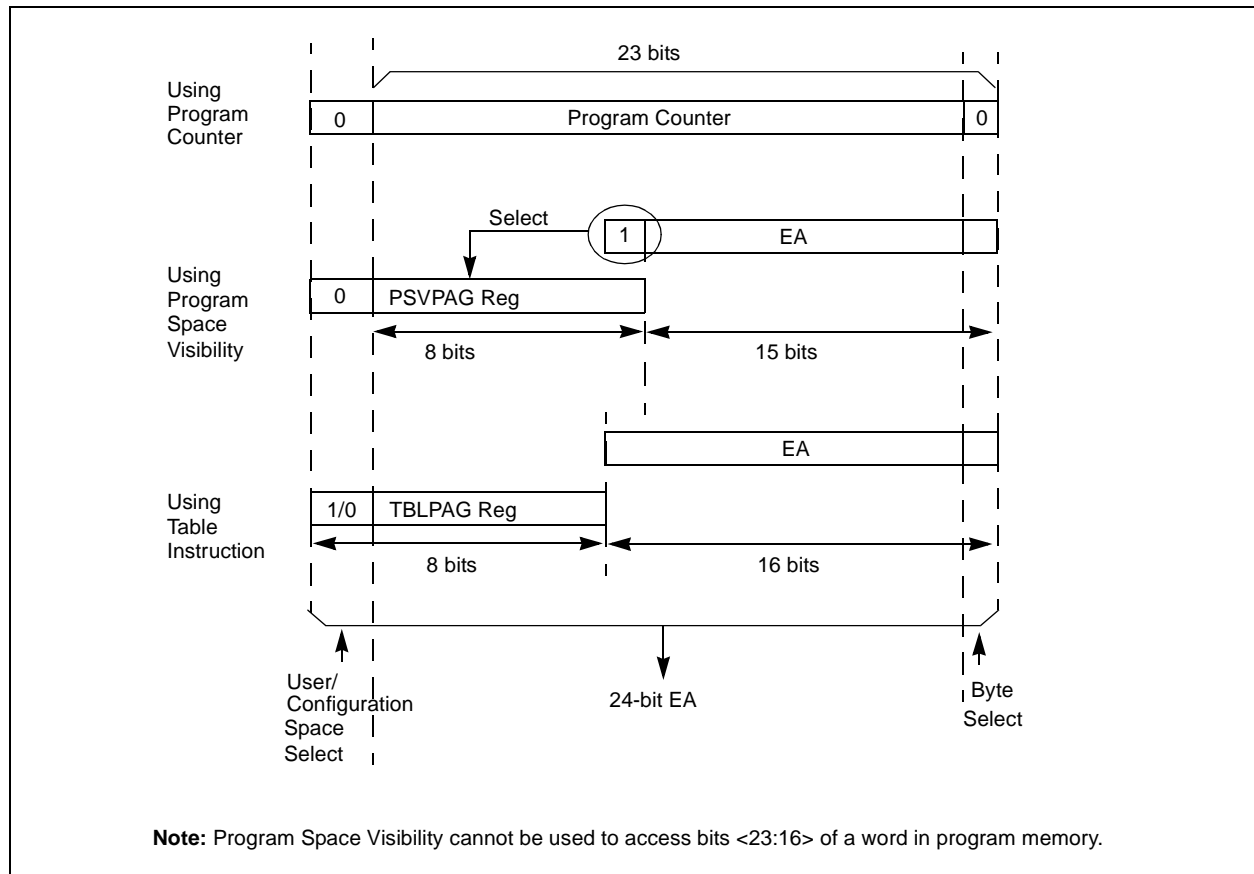 23 bits
Using
Program
Counter
0
Program Counter
0
Select
1
EA
Using
Program
Space
Visibility
0
PSVPAG Reg
8 bits
15 bits
EA
Using
Table
Instruction
1/0
TBLPAG Reg
8 bits
16 bits
User/
Configuration
Space
Select
24-bit EA
Byte
Select
Note: Program Space Visibility cannot be used to access bits <23:16> of a word in program memory.